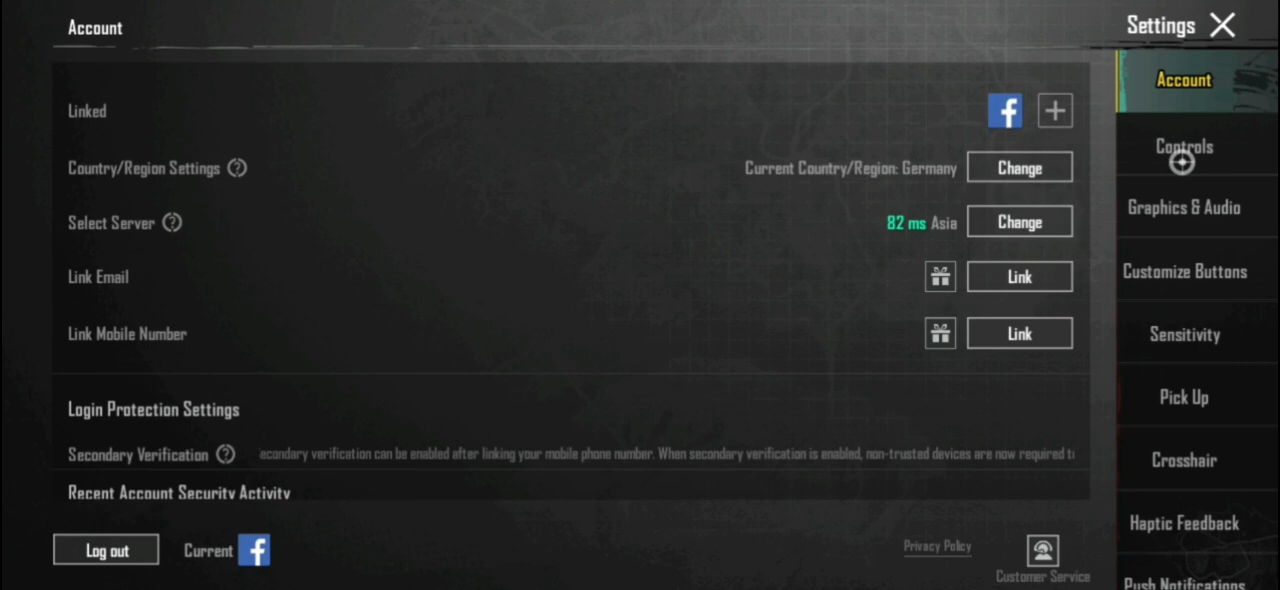 Account
Settings
Account
Linked
Controls
Country/Region Settings
Current Country/Region: Germany
Change
Graphics & Audio
Select Server
82 ms Asia
Change
Customize Buttons
Link Email
Link
Sensitivity
Link Mobile Number
Link
Pick Up
Login Protection Settings
Crosshair
Secondary Verification
econdary verification can be enabled after linking your mobile phone number. When secondary verification is enabled, non-trusted devices are now required t
Recent Account Security Activity
Haptic Feedback
Log out
Current
Privacy Policy
Customer Service
Push Notifications